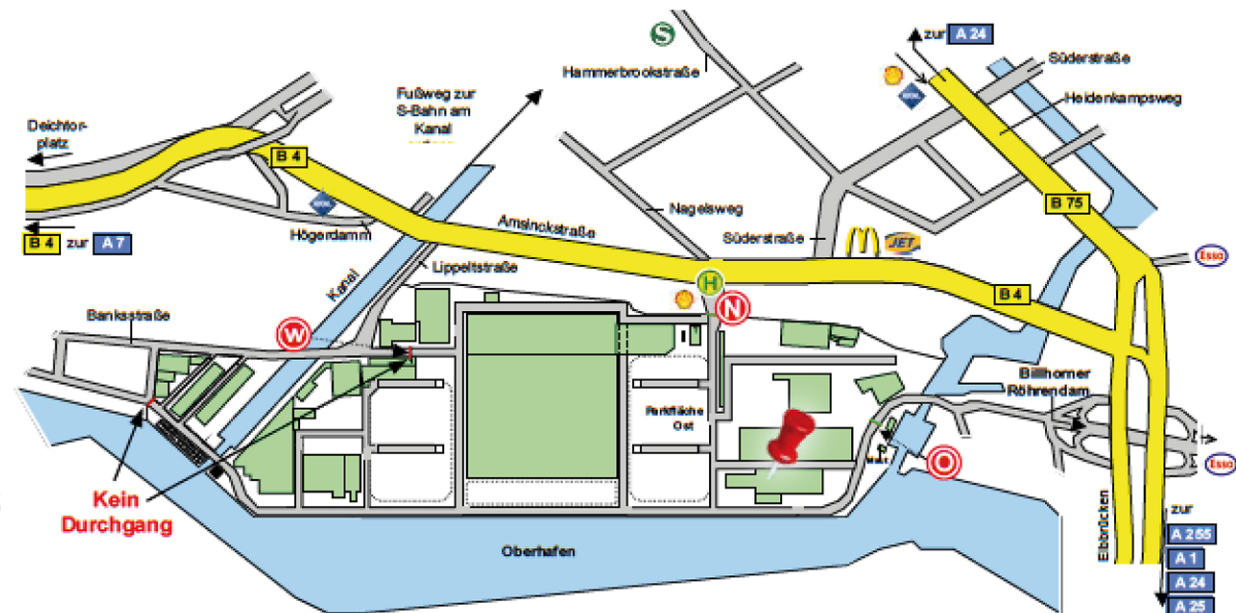 zur A 24
S
Süderstraße
Hammerbrookstraße
Fußweg zur
S-Bahn am
Kanal
Heidenkampsweg
Deichtor-
platz
B 4
B 75
Nagelsweg
Amsinckstraße
Högerdamm
Süderstraße
JET
B 4 zur A 7
Lippeltstraße
Esso
Kanal
H
B 4
N
Banksstraße
W
Billhorner
Röhrendam
Parkfläche
Ost
O
Esso
Kein
Durchgang
Elbbrücken
zur
A 255
A 1
A 24
A 25
Oberhafen